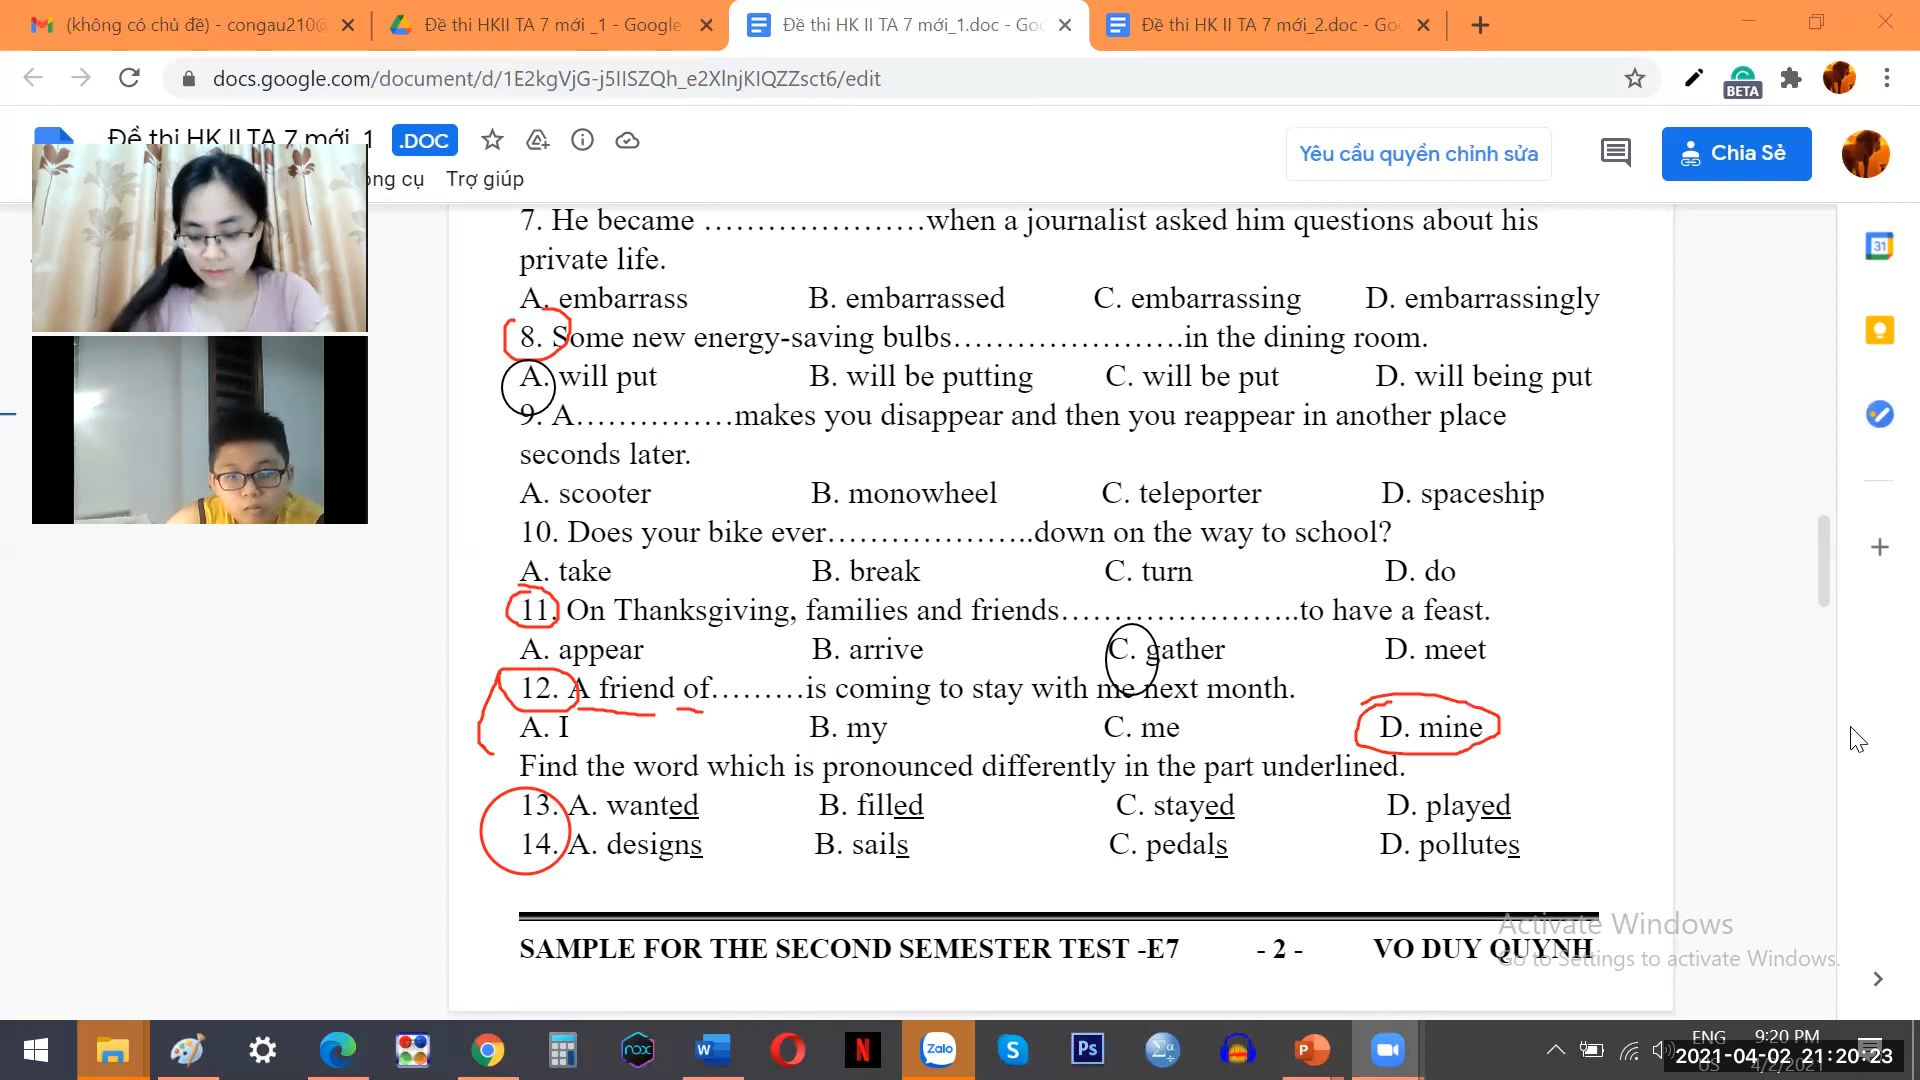 (không có chủ đề) - congau210@
Đề thi HKII TA 7 mới _1 - Google
Đề thi HK II TA 7 mới_1.doc - Goo
Đề thi HK II TA 7 mới_2.doc - Goo
docs.google.com/document/d/1E2kgVjG-j5IISZQh_e2XlnjKIQZZsct6/edit
BETA
Đề thi HK II TA 7 mới_1 .DOC
Yêu cầu quyền chỉnh sửa
Chia Sẻ
ông cụ Trợ giúp
31
7. He became …………………when a journalist asked him questions about his
private life.
A. embarrass B. embarrassed C. embarrassing D. embarrassingly
8. Some new energy-saving bulbs………………….in the dining room.
A. will put B. will be putting C. will be put D. will being put
9. A……………makes you disappear and then you reappear in another place
seconds later.
A. scooter B. monowheel C. teleporter D. spaceship
10. Does your bike ever………………..down on the way to school?
A. take B. break C. turn D. do
11. On Thanksgiving, families and friends…………………..to have a feast.
A. appear B. arrive C. gather D. meet
12. A friend of………is coming to stay with me next month.
A. I B. my C. me D. mine
Find the word which is pronounced differently in the part underlined.
13. A. wanted B. filled C. stayed D. played
14. A. designs B. sails C. pedals D. pollutes
SAMPLE FOR THE SECOND SEMESTER TEST -E7 - 2 - VO DUY QUYNH
Activate Windows
Go to Settings to activate Windows.
nox
W
N
Zalo
S
Ps
Σα
P
ENG
US
9:20 PM
4/2/2021
2021-04-02 21:20:23